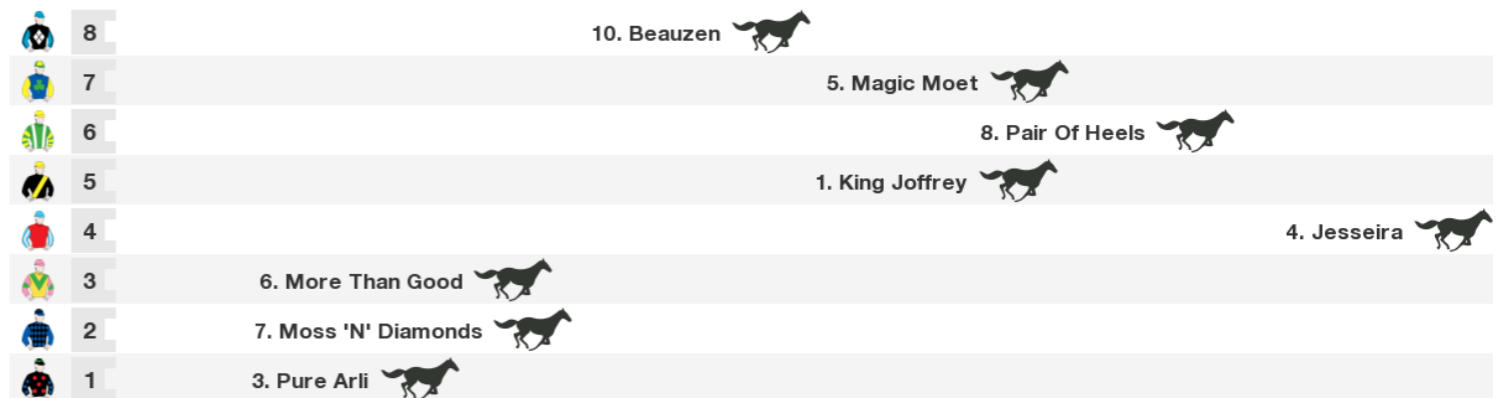 8 10. Beauzen
7 5. Magic Moet
6 8. Pair Of Heels
5 1. King Joffrey
4 4. Jesseira
3 6. More Than Good
2 7. Moss 'N' Diamonds
1 3. Pure Arli